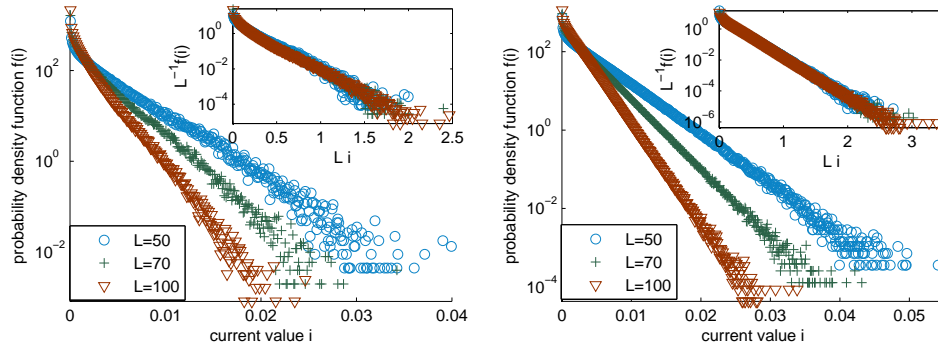 probability density function f(i)
10^2
10^0
10^-2
0 0.01 0.02 0.03 0.04
current value i
L=50
L=70
L=100
L^-1f(i)
10^0
10^-2
10^-4
0 0.5 1 1.5 2 2.5
L i
probability density function f(i)
10^2
10^0
10^-2
10^-4
0 0.01 0.02 0.03 0.04 0.05
current value i
L=50
L=70
L=100
L^-1f(i)
10^0
10^-2
10^-4
10^-6
0 1 2 3
L i